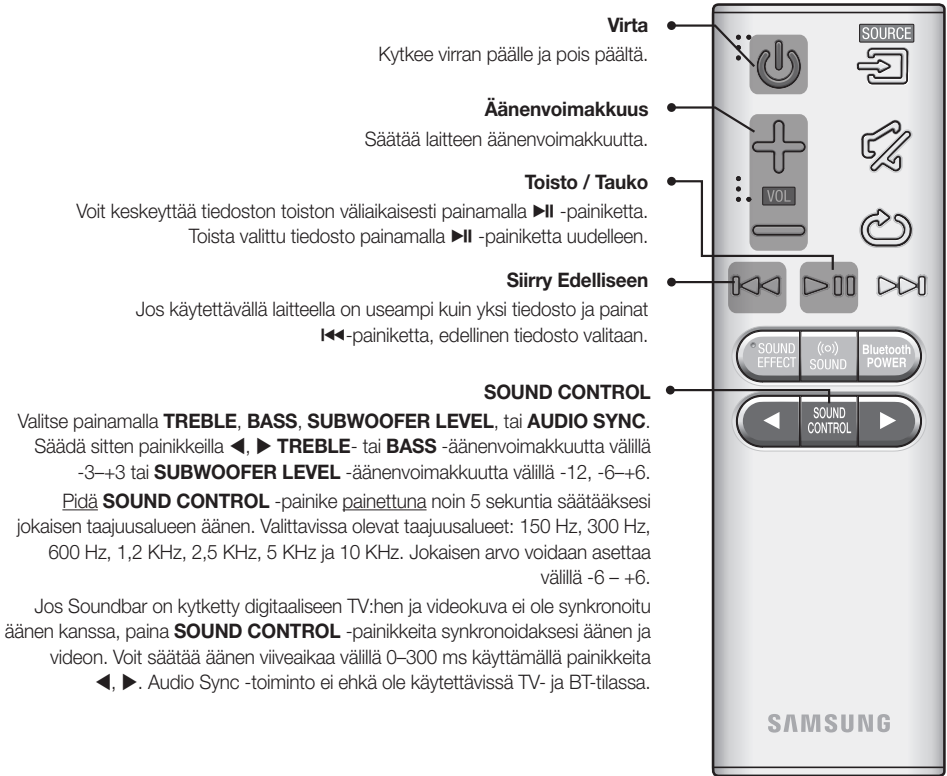 Virta
Kytkee virran päälle ja pois päältä.
Äänenvoimakkuus
Säätää laitteen äänenvoimakkuutta.
Toisto / Tauko
Voit keskeyttää tiedoston toiston väliaikaisesti painamalla ►II -painiketta.
Toista valittu tiedosto painamalla ►II -painiketta uudelleen.
Siirry Edelliseen
Jos käytettävällä laitteella on useampi kuin yksi tiedosto ja painat
I◄◄-painiketta, edellinen tiedosto valitaan.
SOUND CONTROL
Valitse painamalla TREBLE, BASS, SUBWOOFER LEVEL, tai AUDIO SYNC.
Säädä sitten painikkeilla ◄, ► TREBLE- tai BASS -äänenvoimakkuutta välillä
-3–+3 tai SUBWOOFER LEVEL -äänenvoimakkuutta välillä -12, -6–+6.
Pidä SOUND CONTROL -painike painettuna noin 5 sekuntia säätääksesi
jokaisen taajuusalueen äänen. Valittavissa olevat taajuusalueet: 150 Hz, 300 Hz,
600 Hz, 1,2 KHz, 2,5 KHz, 5 KHz ja 10 KHz. Jokaisen arvo voidaan asettaa
välillä -6 – +6.
Jos Soundbar on kytketty digitaaliseen TV:hen ja videokuva ei ole synkronoitu
äänen kanssa, paina SOUND CONTROL -painikkeita synkronoidaksesi äänen ja
videon. Voit säätää äänen viiveaikaa välillä 0–300 ms käyttämällä painikkeita
◄, ►. Audio Sync -toiminto ei ehkä ole käytettävissä TV- ja BT-tilassa.
SOURCE
VOL
SOUND
EFFECT
SOUND
Bluetooth
POWER
SOUND
CONTROL
SAMSUNG